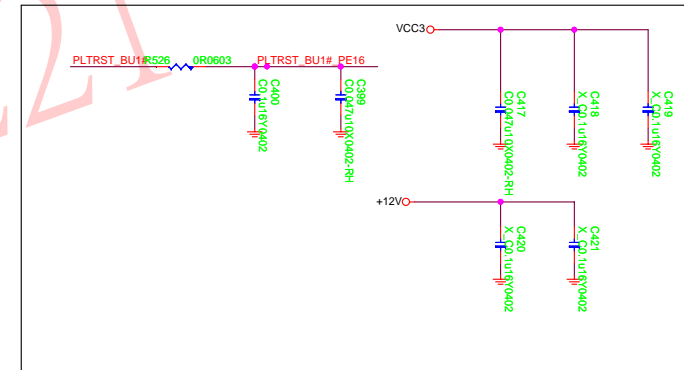 VCC3
PLTRST_BU1#
R526
0R0603
PLTRST_BU1#_PE16
C400
C0.1u16Y0402
C399
C0.047u10X0402-RH
C417
C0.047u10X0402-RH
C418
X_C0.1u16Y0402
C419
X_C0.1u16Y0402
+12V
C420
X_C0.1u16Y0402
C421
X_C0.1u16Y0402